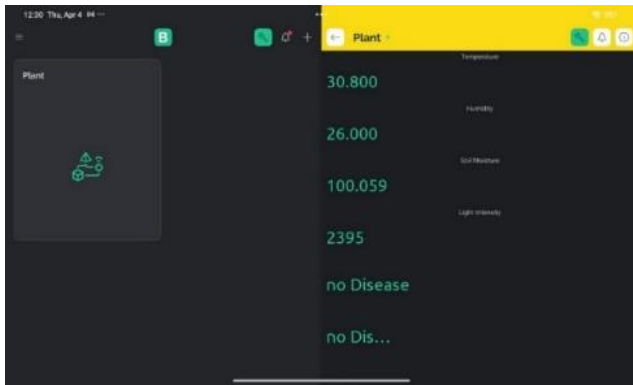 12:30 Thu, Apr 4
B
Plant
Plant
Temperature
30.800
Humidity
26.000
Soil Moisture
100.059
Light Intensity
2395
no Disease
no Dis...